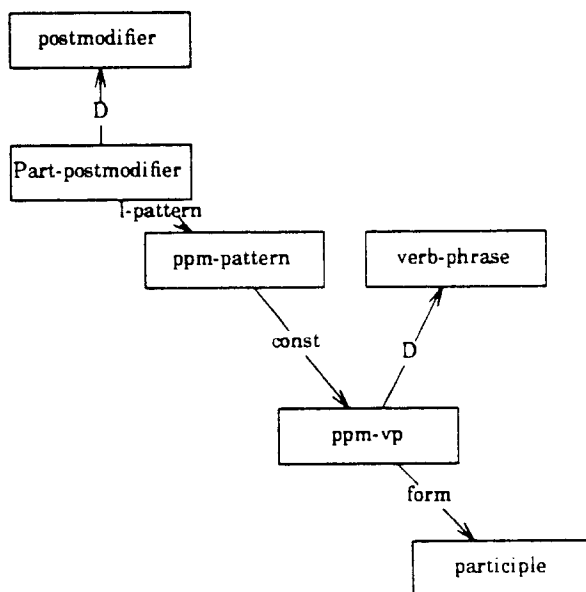 postmodifier
D
Part-postmodifier
l-pattern
ppm-pattern
verb-phrase
const
D
ppm-vp
form
participle